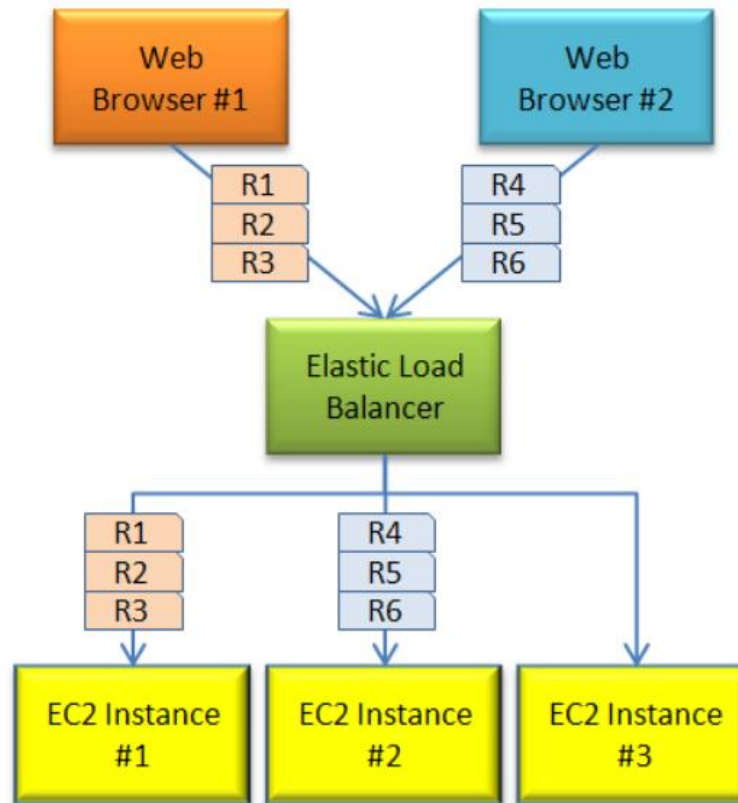 Web
Browser #1
Web
Browser #2
R1
R2
R3
R4
R5
R6
Elastic Load
Balancer
R1
R2
R3
R4
R5
R6
EC2 Instance
#1
EC2 Instance
#2
EC2 Instance
#3